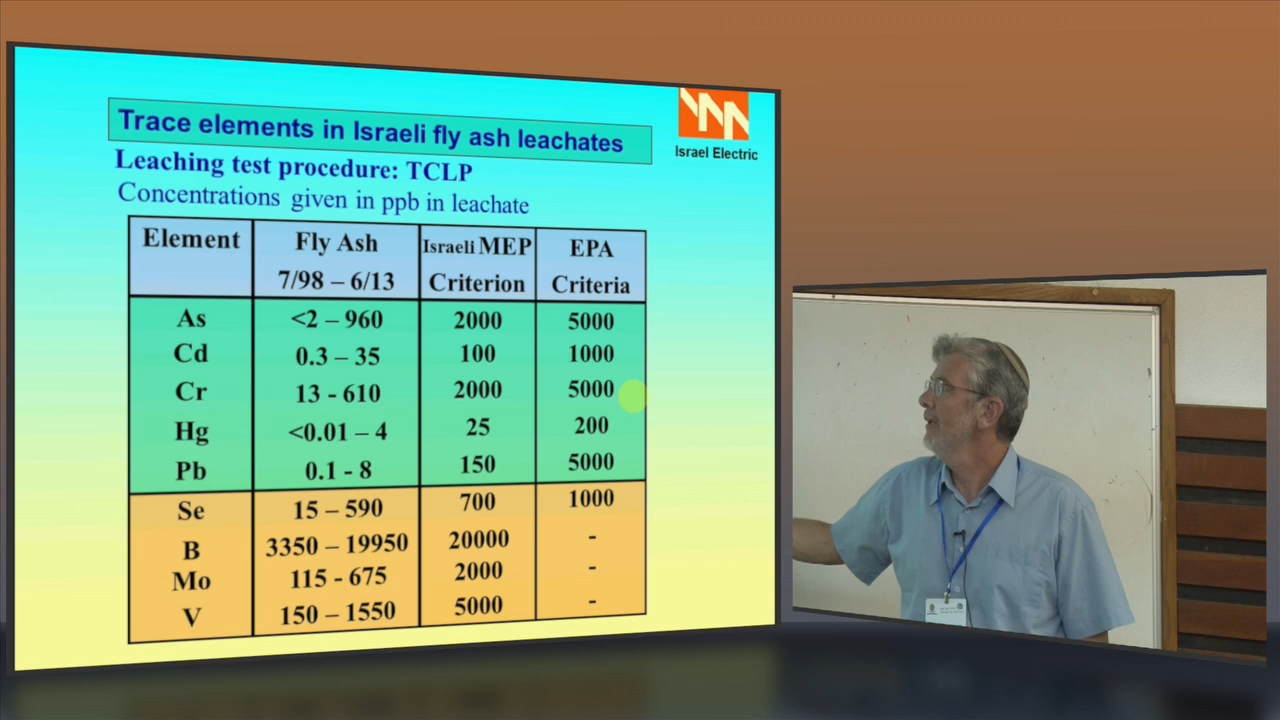 Trace elements in Israeli fly ash leachates
Israel Electric
Leaching test procedure: TCLP
Concentrations given in ppb in leachate
Element Fly Ash 7/98 – 6/13 Israeli MEP Criterion EPA Criteria
As <2 – 960 2000 5000
Cd 0.3 – 35 100 1000
Cr 13 - 610 2000 5000
Hg <0.01 – 4 25 200
Pb 0.1 - 8 150 5000
Se 15 – 590 700 1000
B 3350 – 19950 20000 -
Mo 115 - 675 2000 -
V 150 – 1550 5000 -